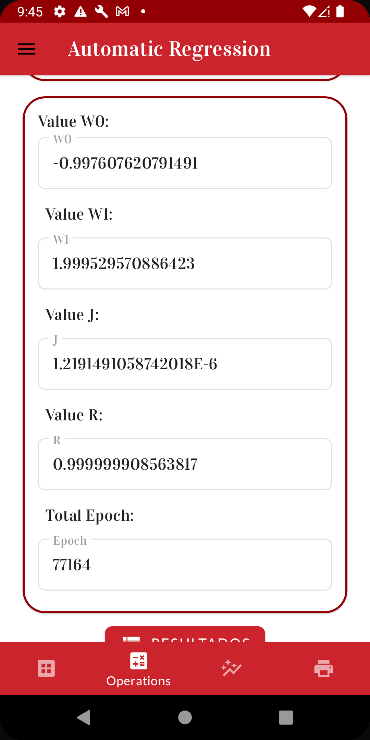 9:45
Automatic Regression
Value W0:
W0
-0.997607620791491
Value W1:
W1
1.999529570886423
Value J:
J
1.2191491058742018E-6
Value R:
R
0.999999908563817
Total Epoch:
Epoch
77164
RESULTADOS
Operations